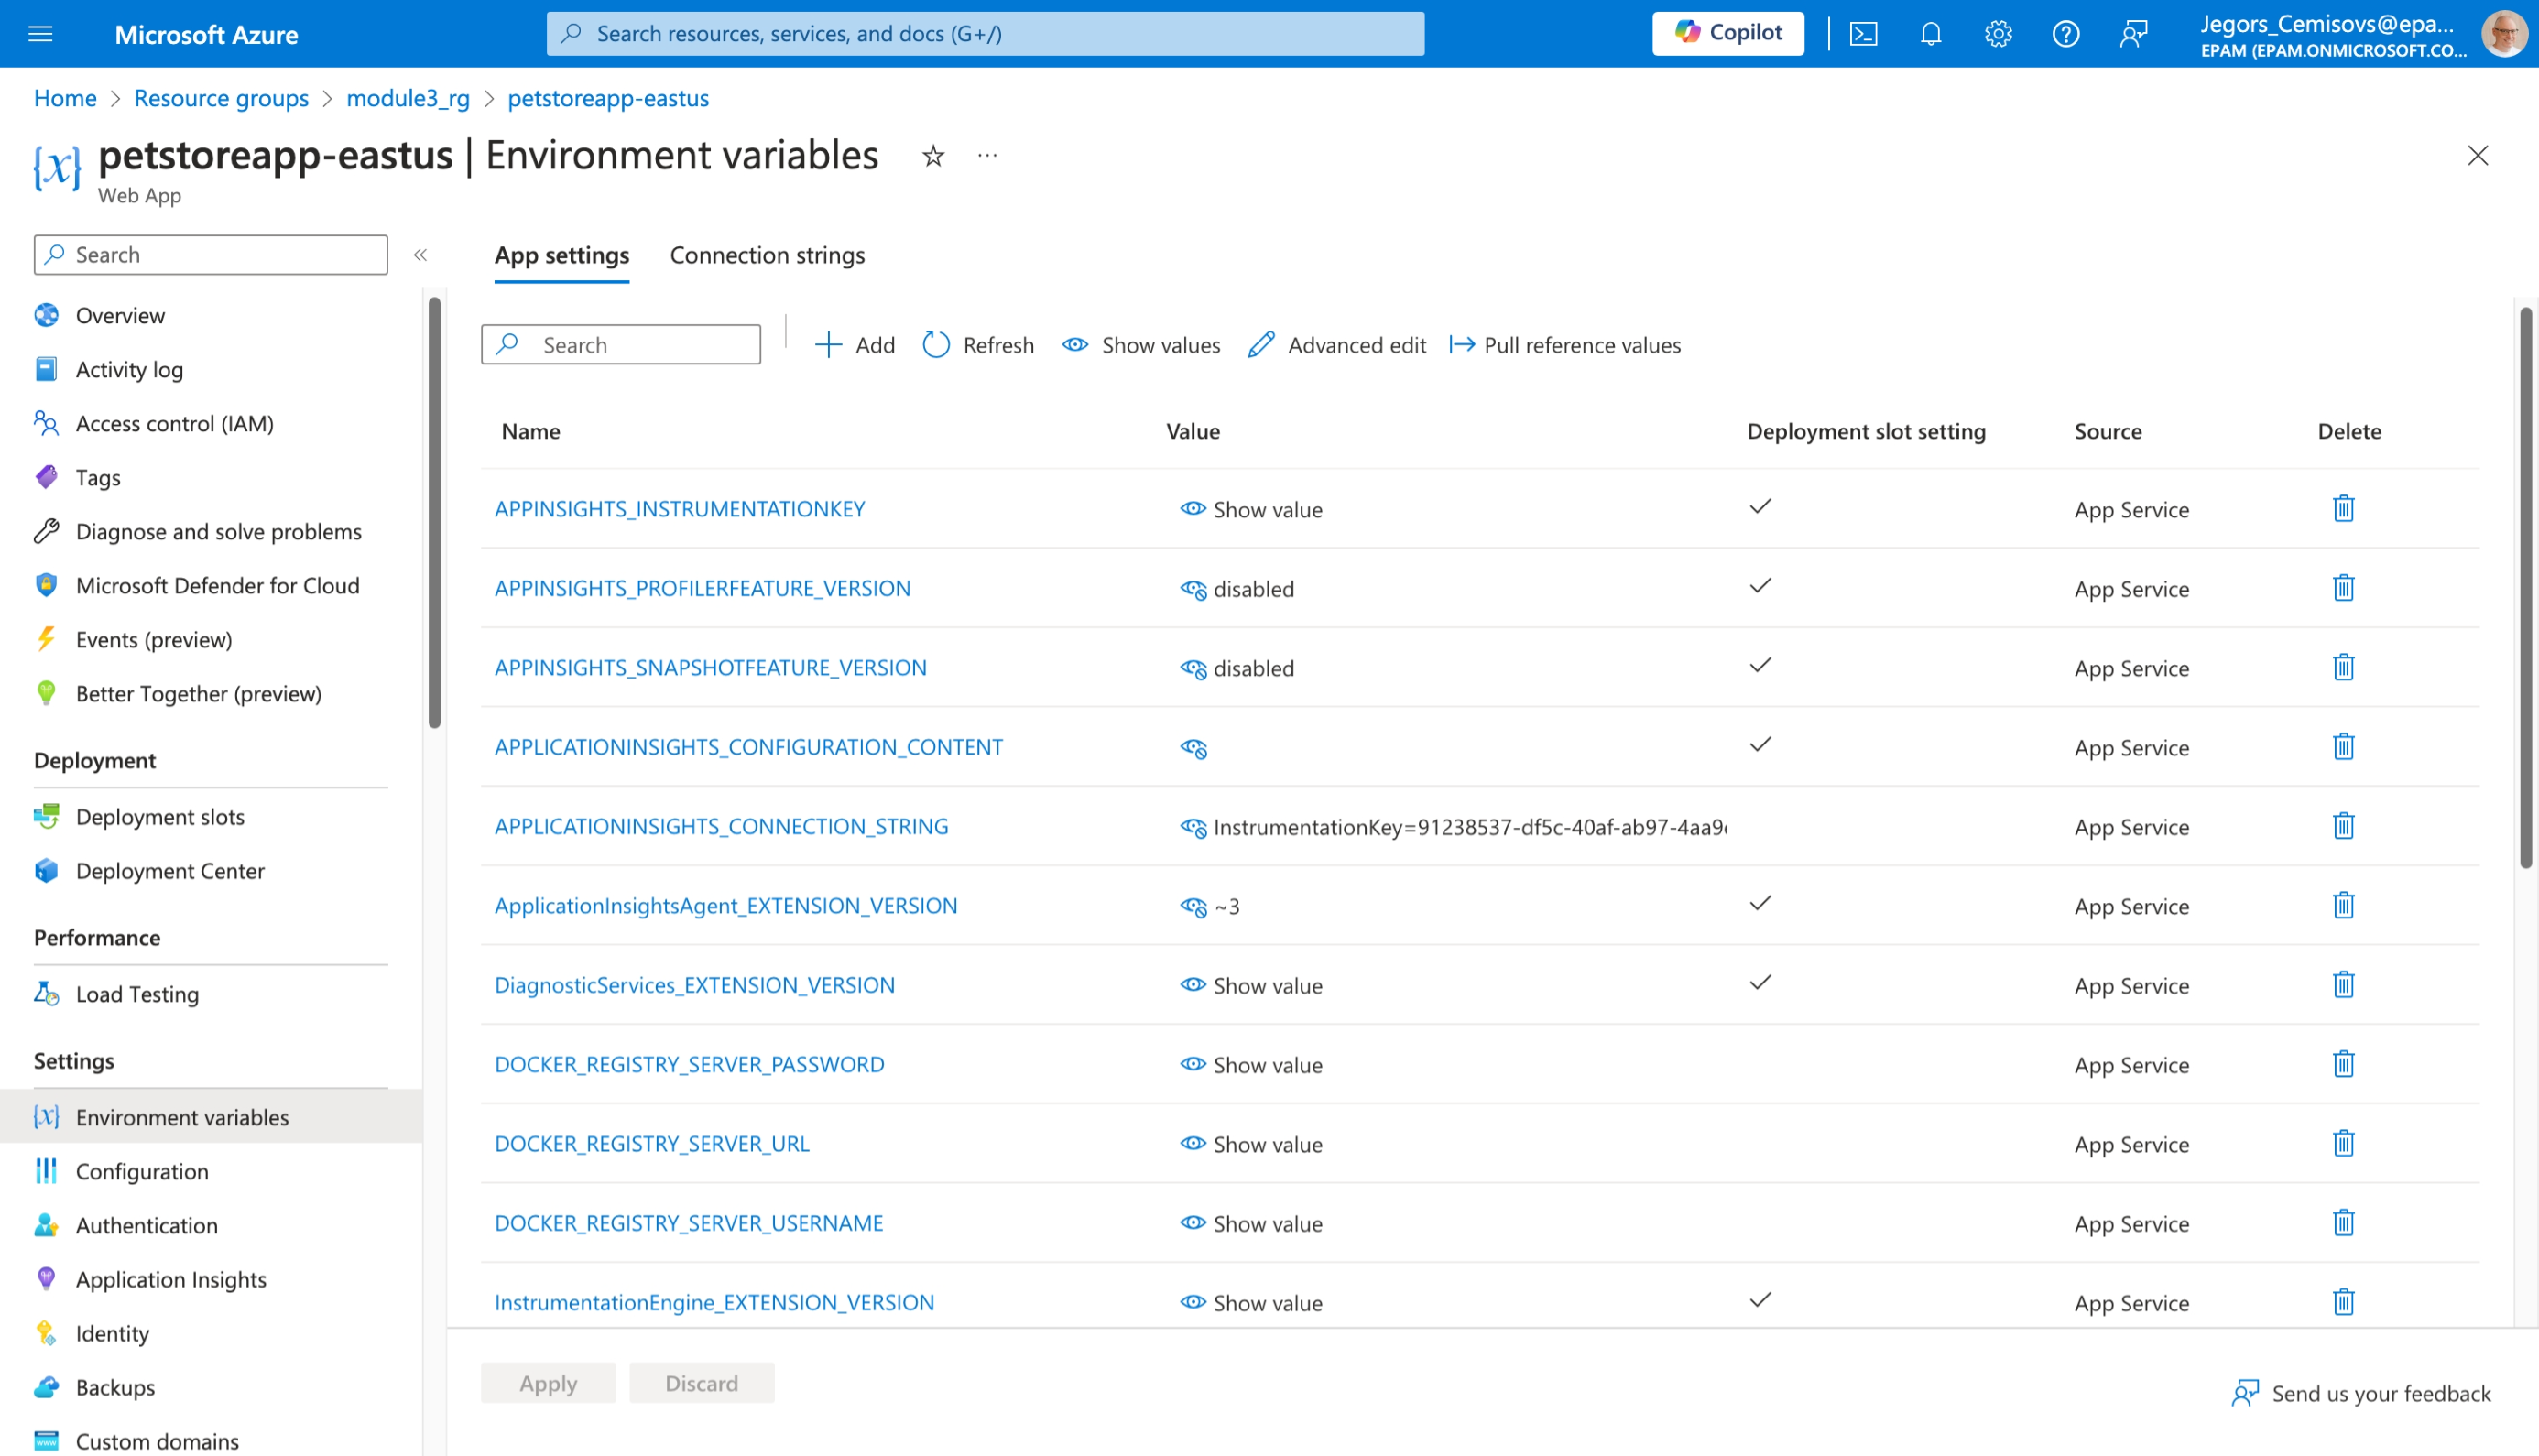 Microsoft Azure
Search resources, services, and docs (G+/)
Copilot
Jegors_Cemisovs@epa...
EPAM (EPAM.ONMICROSOFT.CO...
Home > Resource groups > module3_rg > petstoreapp-eastus
petstoreapp-eastus | Environment variables
Web App
Search
Overview
Activity log
Access control (IAM)
Tags
Diagnose and solve problems
Microsoft Defender for Cloud
Events (preview)
Better Together (preview)
Deployment
Deployment slots
Deployment Center
Performance
Load Testing
Settings
Environment variables
Configuration
Authentication
Application Insights
Identity
Backups
Custom domains
App settings Connection strings
Search Add Refresh Show values Advanced edit Pull reference values
Name Value Deployment slot setting Source Delete
APPINSIGHTS_INSTRUMENTATIONKEY Show value App Service
APPINSIGHTS_PROFILERFEATURE_VERSION disabled App Service
APPINSIGHTS_SNAPSHOTFEATURE_VERSION disabled App Service
APPLICATIONINSIGHTS_CONFIGURATION_CONTENT App Service
APPLICATIONINSIGHTS_CONNECTION_STRING InstrumentationKey=91238537-df5c-40af-ab97-4aa9 App Service
ApplicationInsightsAgent_EXTENSION_VERSION ~3 App Service
DiagnosticServices_EXTENSION_VERSION Show value App Service
DOCKER_REGISTRY_SERVER_PASSWORD Show value App Service
DOCKER_REGISTRY_SERVER_URL Show value App Service
DOCKER_REGISTRY_SERVER_USERNAME Show value App Service
InstrumentationEngine_EXTENSION_VERSION Show value App Service
Apply Discard
Send us your feedback